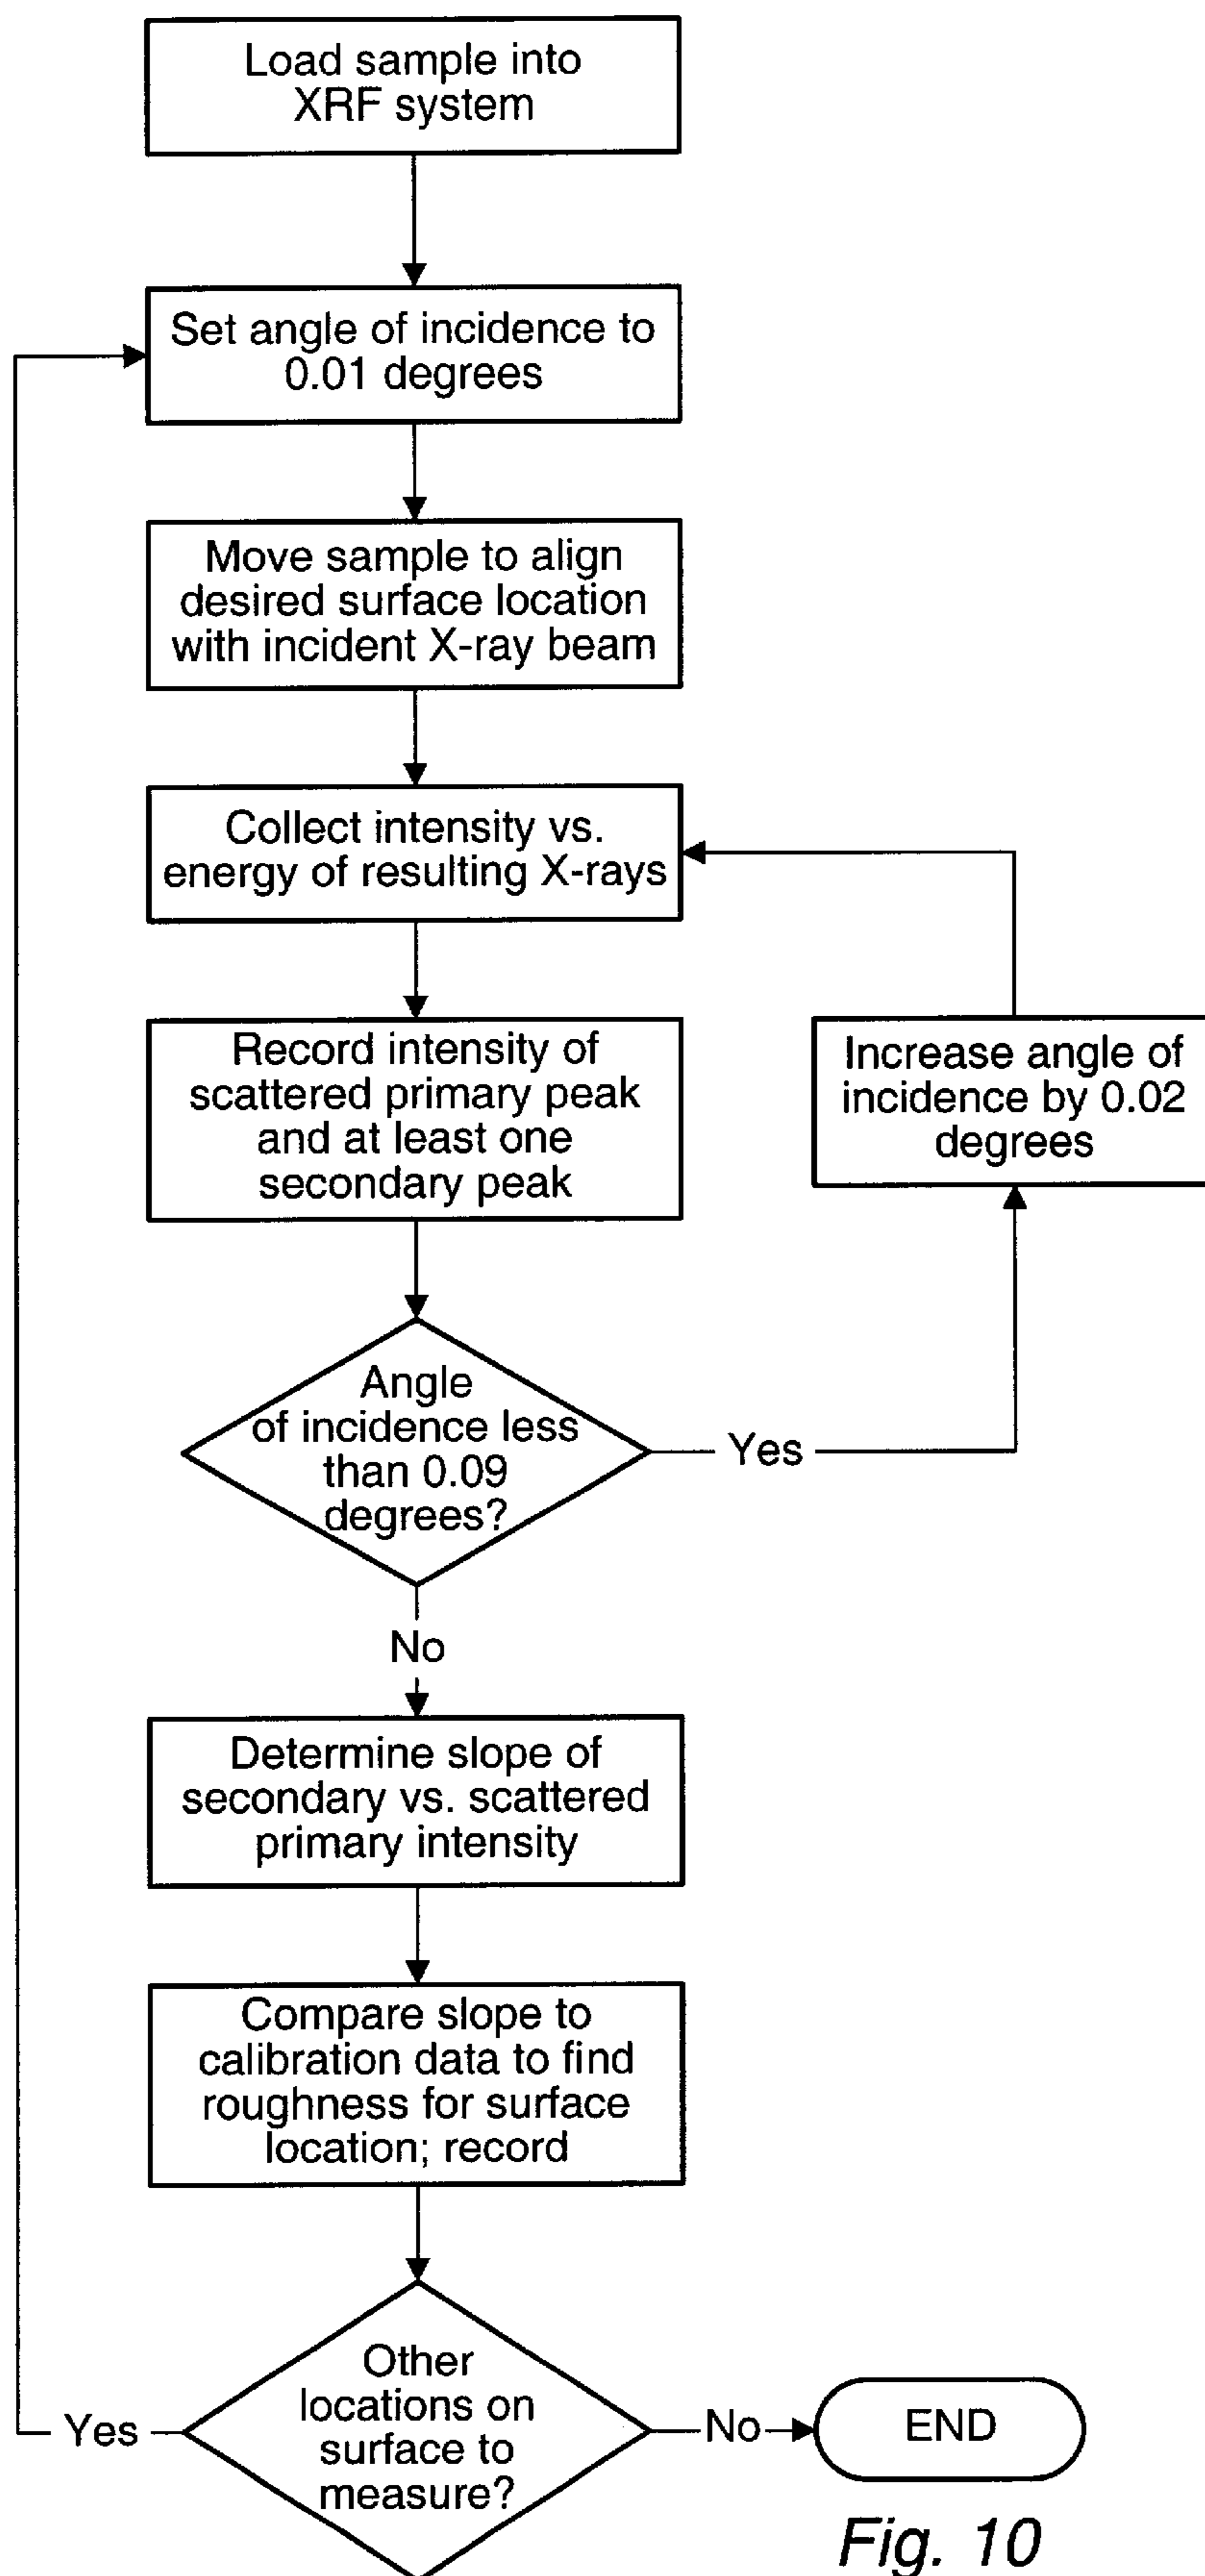 Load sample into
XRF system
Set angle of incidence to
0.01 degrees
Move sample to align
desired surface location
with incident X-ray beam
Collect intensity vs.
energy of resulting X-rays
Record intensity of
scattered primary peak
and at least one
secondary peak
Increase angle of
incidence by 0.02
degrees
Angle
of incidence less
than 0.09
degrees?
Yes
No
Determine slope of
secondary vs. scattered
primary intensity
Compare slope to
calibration data to find
roughness for surface
location; record
Other
locations on
surface to
measure?
Yes
No
END
Fig. 10